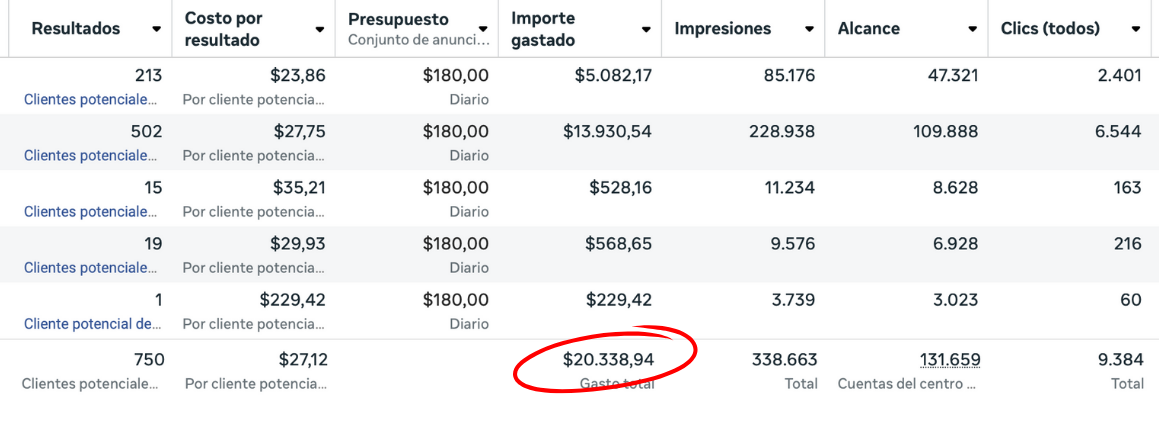 Resultados
Costo por resultado
Presupuesto
Conjunto de anunci...
Importe gastado
Impresiones
Alcance
Clics (todos)
213 $23,86 $180,00 $5.082,17 85.176 47.321 2.401
Clientes potenciale... Por cliente potencia... Diario
502 $27,75 $180,00 $13.930,54 228.938 109.888 6.544
Clientes potenciale... Por cliente potencia... Diario
15 $35,21 $180,00 $528,16 11.234 8.628 163
Clientes potenciale... Por cliente potencia... Diario
19 $29,93 $180,00 $568,65 9.576 6.928 216
Clientes potenciale... Por cliente potencia... Diario
1 $229,42 $180,00 $229,42 3.739 3.023 60
Cliente potencial de... Por cliente potencia... Diario
750 $27,12 $20.338,94 338.663 131.659 9.384
Clientes potenciale... Por cliente potencia... Gasto total Total Cuentas del centro ... Total